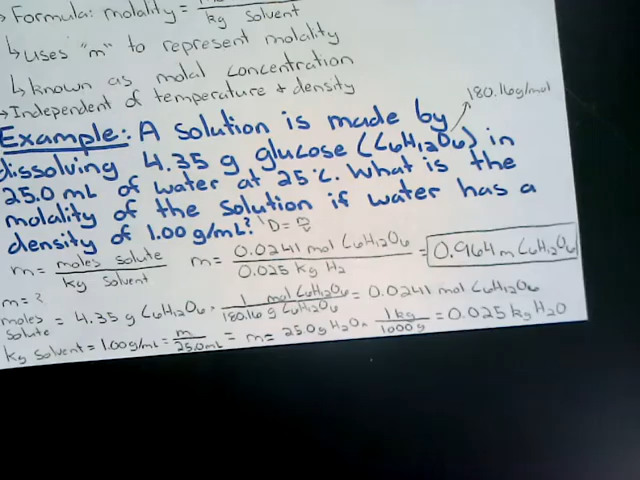 → Formula: molality =
kg solvent
↳ uses "m" to represent molality
↳ known as molal concentration
→ Independent of temperature + density
180.16 g/mol
Example: A solution is made by
dissolving 4.35 g glucose (C6H12O6) in
25.0 mL of water at 25°C. What is the
molality of the solution if water has a
density of 1.00 g/mL?
D = m/v
m = moles solute / kg solvent
m = 0.0241 mol C6H12O6 / 0.025 kg H2 = 0.964 m C6H12O6
m = ?
moles solute = 4.35 g C6H12O6 · 1 mol C6H12O6 / 180.16 g C6H12O6 = 0.0241 mol C6H12O6
kg solvent = 1.00 g/mL = m / 25.0 mL = m = 25.0 g H2O · 1 kg / 1000 g = 0.025 kg H2O